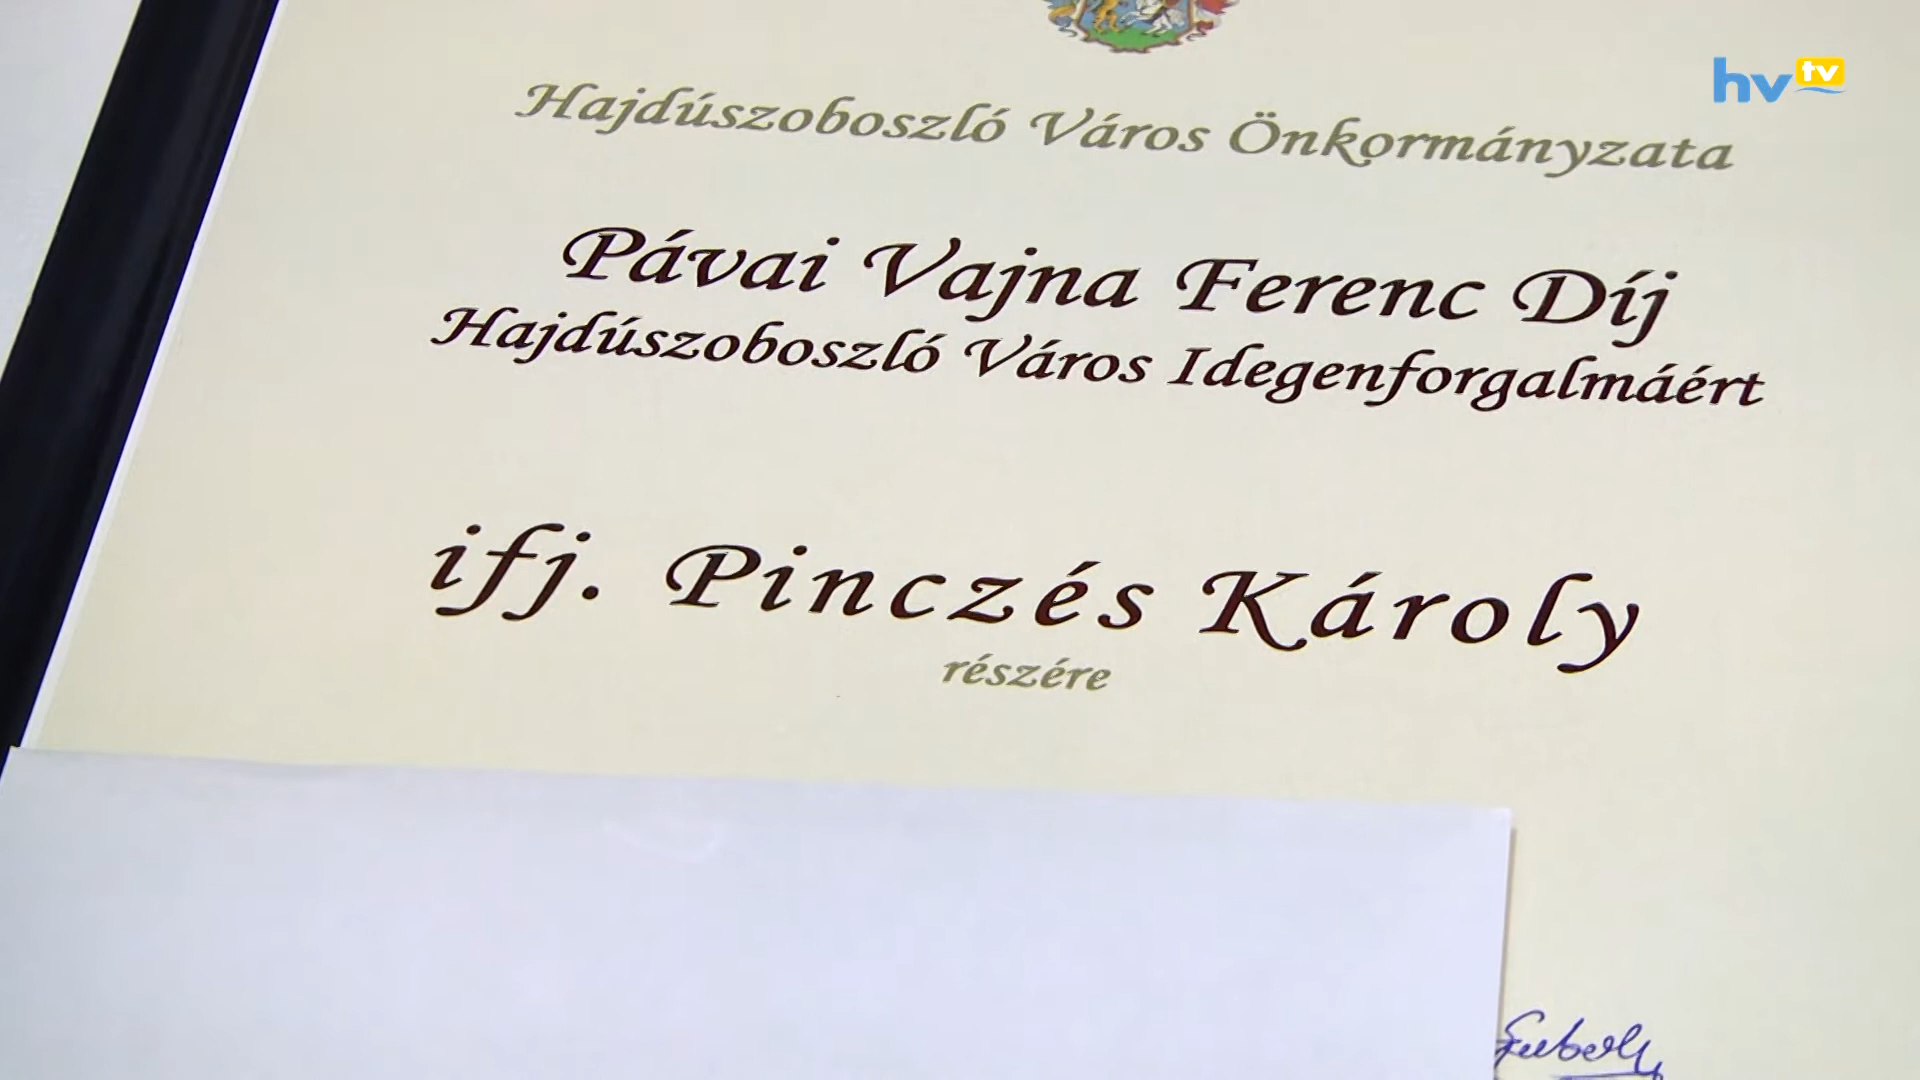 hv tv
Hajdúszoboszló Város Önkormányzata
Pávai Vajna Ferenc Díj
Hajdúszoboszló Város Idegenforgalmáért
ifj. Pinczés Károly
részére